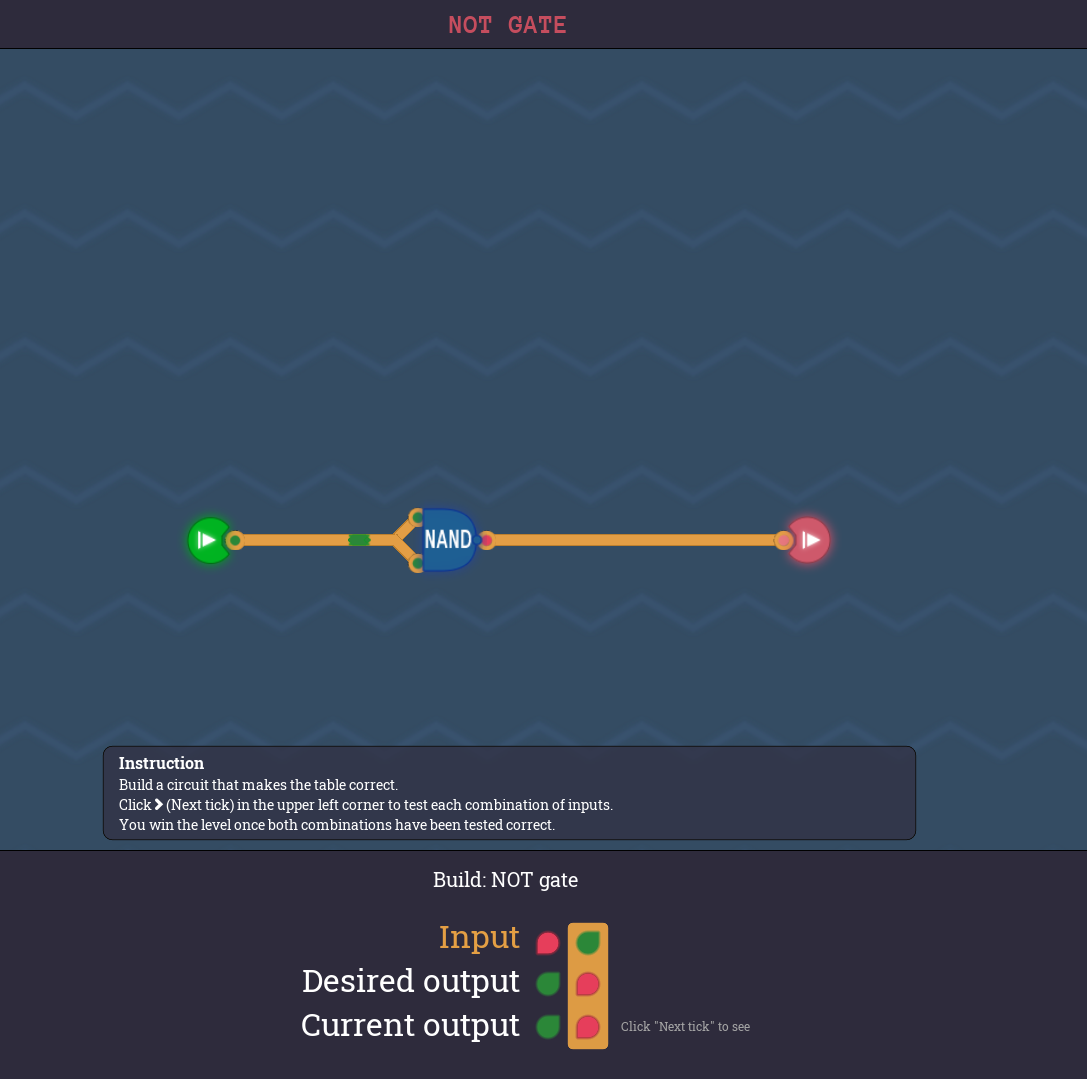 NOT GATE
NAND
Instruction
Build a circuit that makes the table correct.
Click (Next tick) in the upper left corner to test each combination of inputs.
You win the level once both combinations have been tested correct.
Build: NOT gate
Input
Desired output
Current output
Click "Next tick" to see